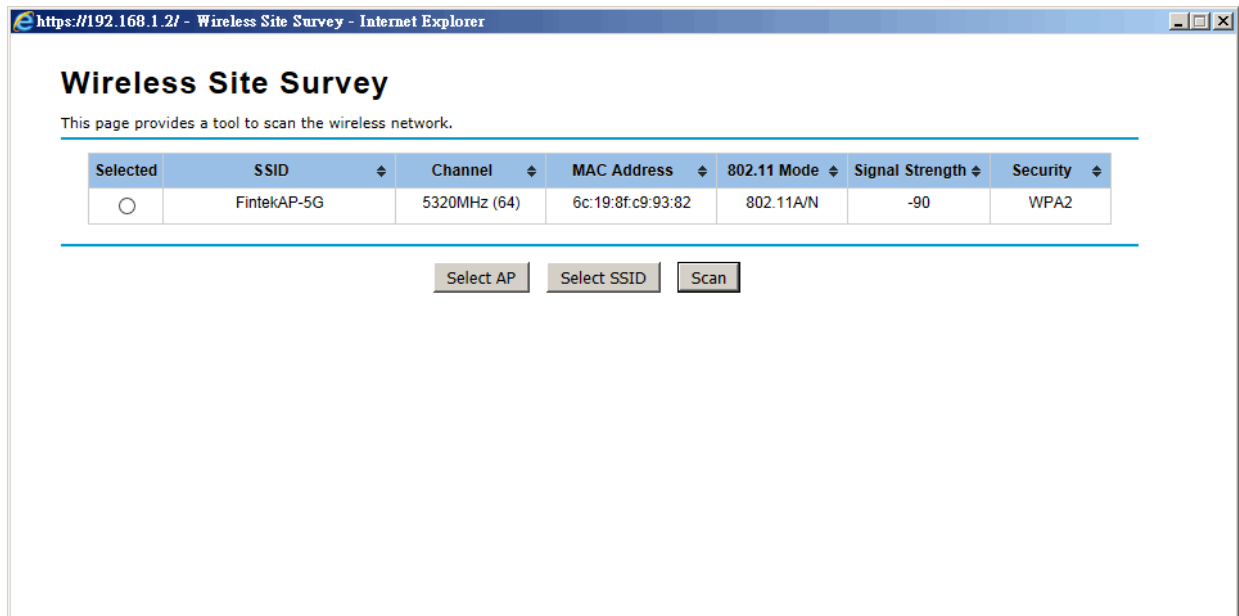 https://192.168.1.2/ - Wireless Site Survey - Internet Explorer
Wireless Site Survey
This page provides a tool to scan the wireless network.
Selected SSID Channel MAC Address 802.11 Mode Signal Strength Security
FintekAP-5G 5320MHz (64) 6c:19:8f:c9:93:82 802.11A/N -90 WPA2
Select AP Select SSID Scan